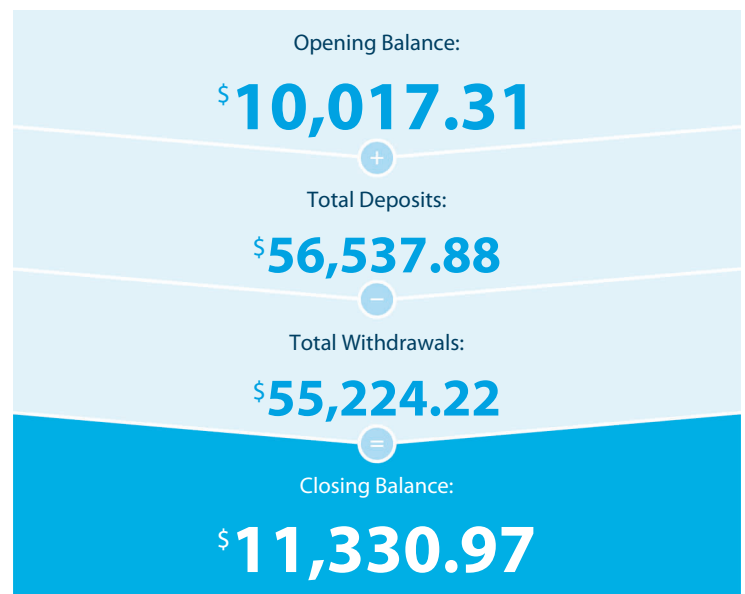 Opening Balance:
$10,017.31
+
Total Deposits:
$56,537.88
−
Total Withdrawals:
$55,224.22
=
Closing Balance:
$11,330.97